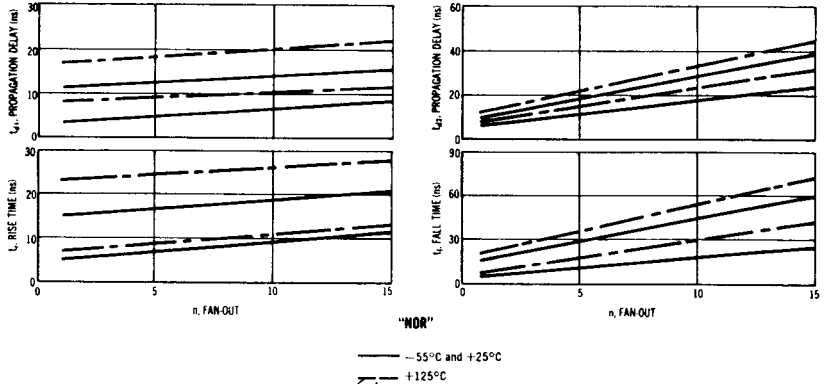 t_d1, PROPAGATION DELAY (ns)
30
20
10
0
t_d2, PROPAGATION DELAY (ns)
60
40
20
0
t_r, RISE TIME (ns)
30
20
10
0
0
5
10
15
n, FAN-OUT
t_f, FALL TIME (ns)
90
60
30
0
0
5
10
15
n, FAN-OUT
"NOR"
−55°C and +25°C
+125°C